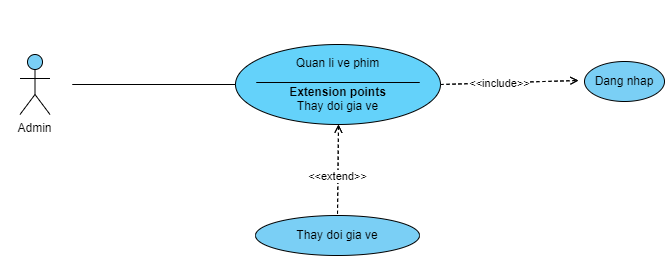 Quan li ve phim
Extension points
Thay doi gia ve
<<include>>
Dang nhap
Admin
<<extend>>
Thay doi gia ve